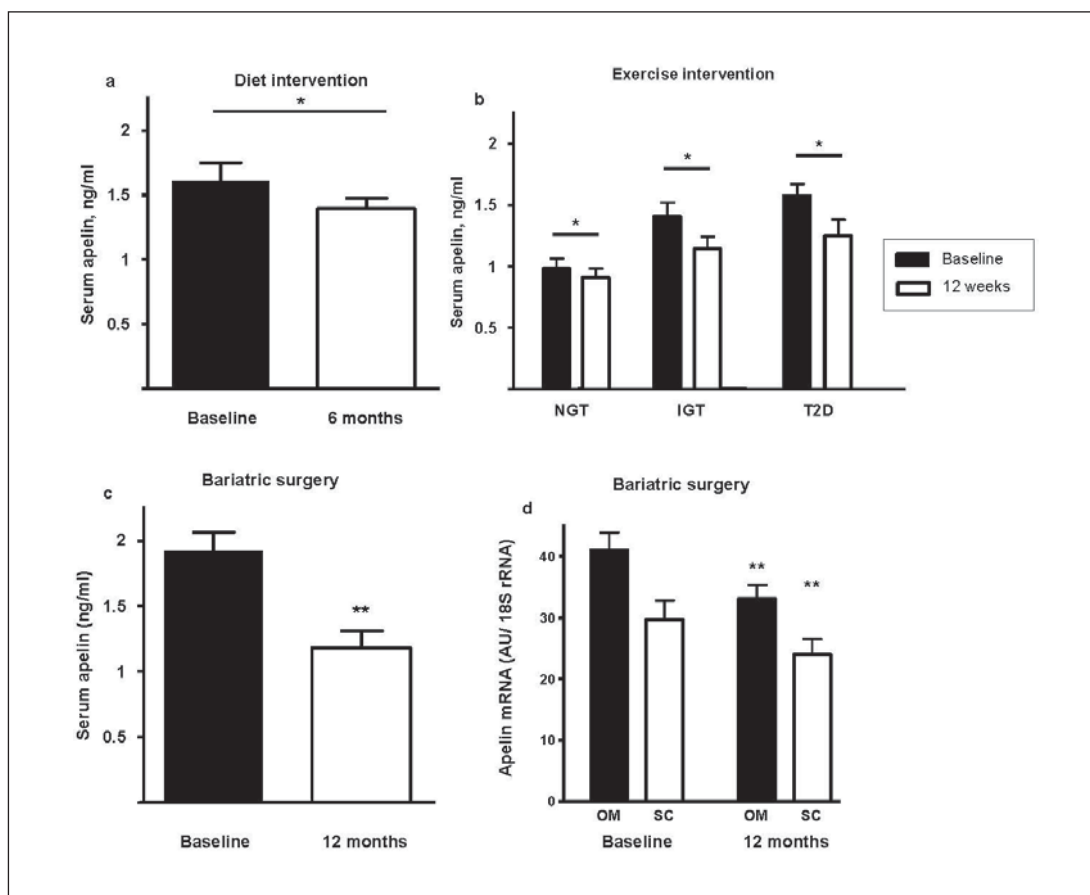 a
Diet intervention
*
Serum apelin, ng/ml
2
1.5
1
0.5
Baseline
6 months
Exercise intervention
b
Serum apelin, ng/ml
2
1.5
1
0.5
*
*
*
NGT
IGT
T2D
Baseline
12 weeks
c
Bariatric surgery
Serum apelin (ng/ml)
2
1
0.5
**
Baseline
12 months
Bariatric surgery
d
Apelin mRNA (AU/ 18S rRNA)
40
30
20
10
0
**
**
OM
SC
OM
SC
Baseline
12 months